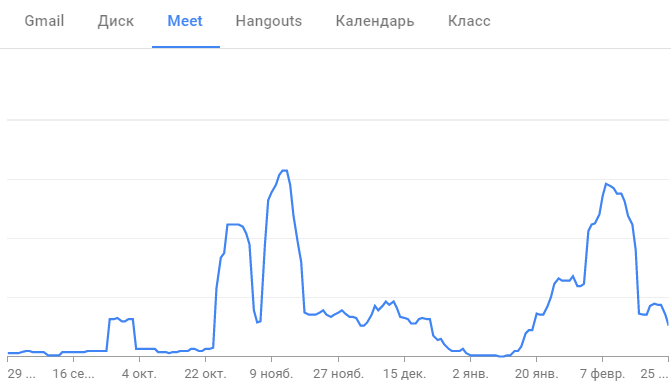 Gmail Диск Meet Hangouts Календарь Класс
29 ... 16 се... 4 окт. 22 окт. 9 нояб. 27 нояб. 15 дек. 2 янв. 20 янв. 7 февр. 25 ...